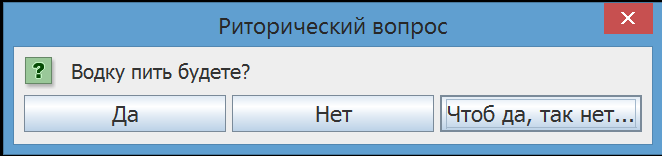 Риторический вопрос
Водку пить будете?
Да Нет Чтоб да, так нет...